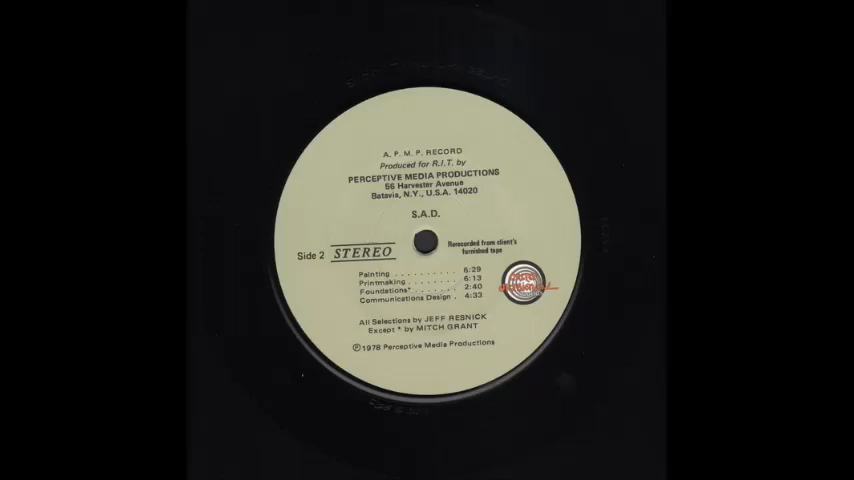 A. P. M. P. RECORD
Produced for R.I.T. by
PERCEPTIVE MEDIA PRODUCTIONS
56 Harvester Avenue
Batavia, N.Y., U.S.A. 14020
S.A.D.
Side 2 STEREO
Rerecorded from client's
furnished tape
Painting . . . . . . . . . . 6:29
Printmaking . . . . . . . . 6:13
Foundations* . . . . . . . 2:40
Communications Design . 4:33
All Selections by JEFF RESNICK
Except * by MITCH GRANT
Ⓟ1978 Perceptive Media Productions